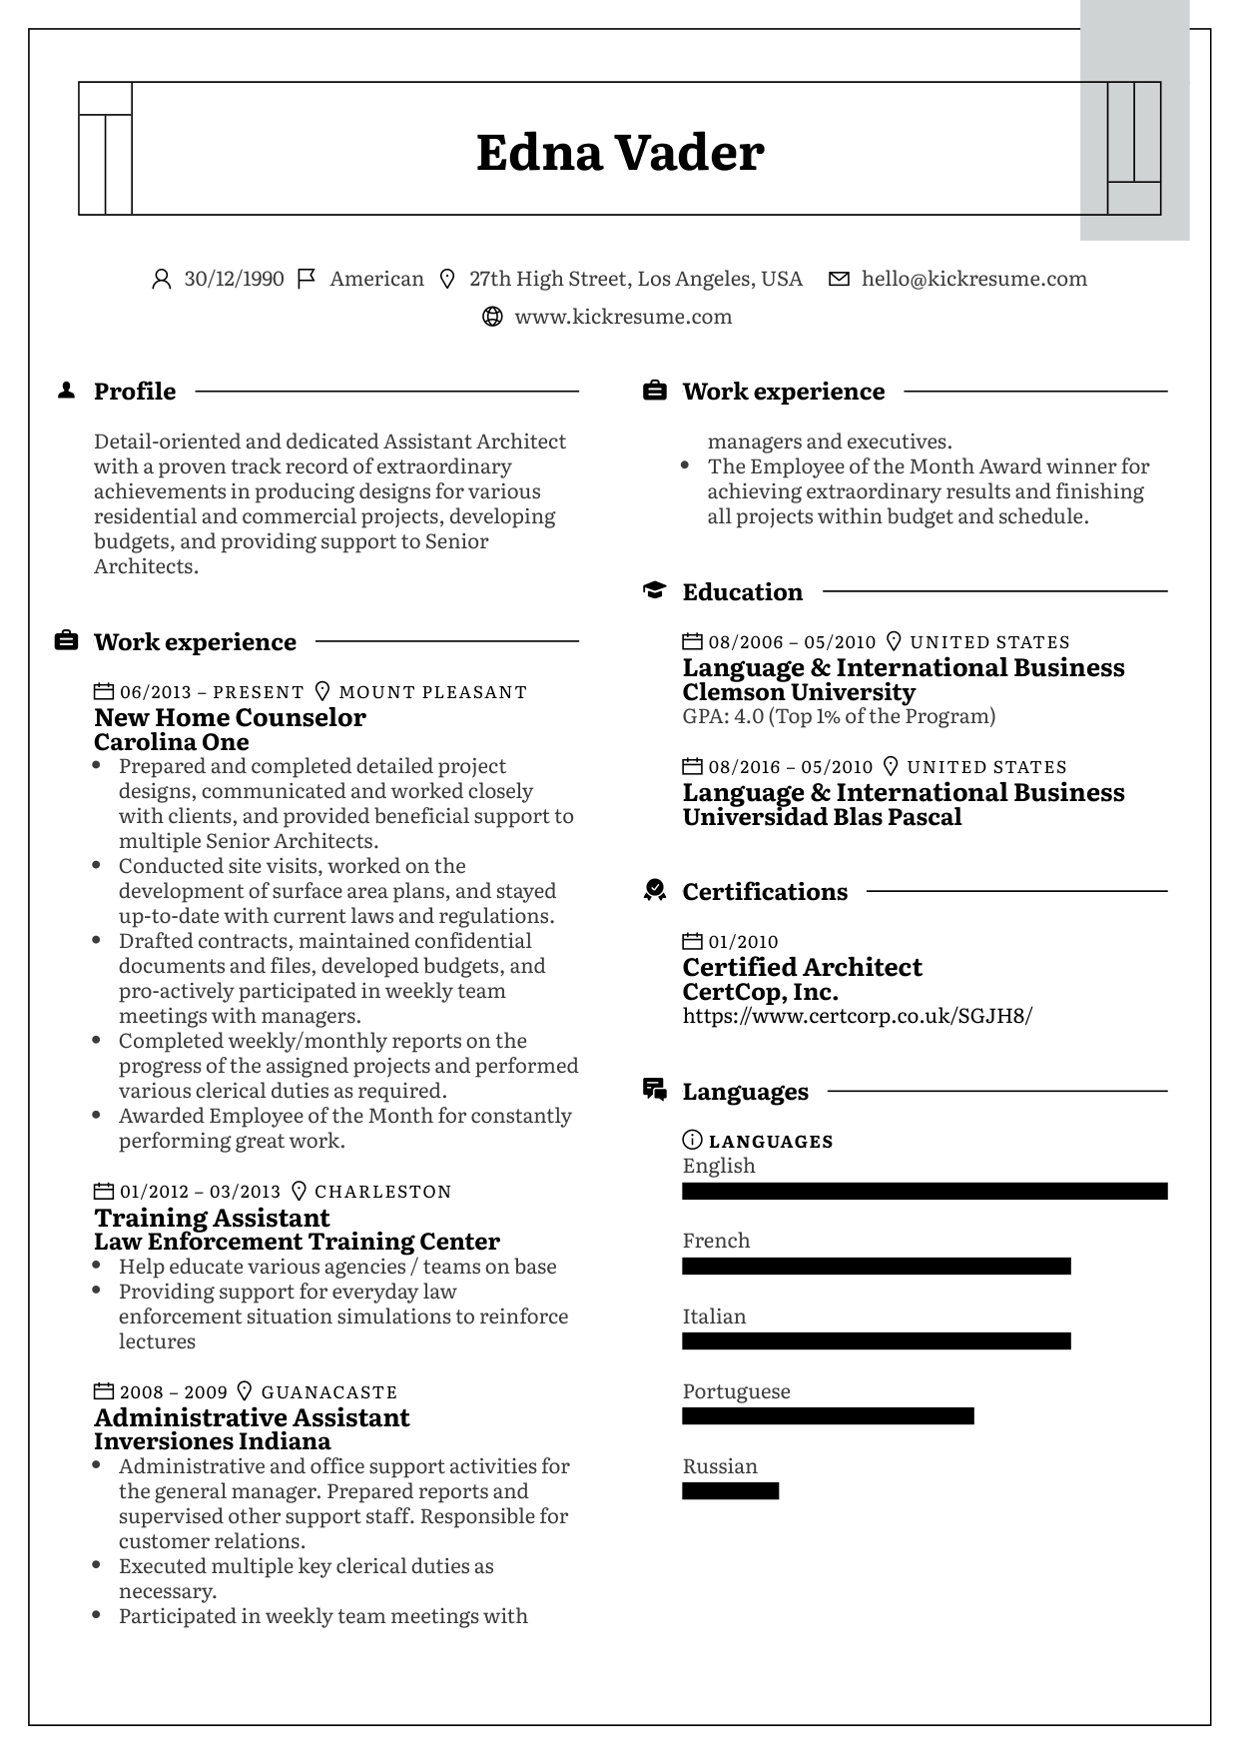 Edna Vader
30/12/1990 American 27th High Street, Los Angeles, USA hello@kickresume.com
www.kickresume.com
Profile
Detail-oriented and dedicated Assistant Architect
with a proven track record of extraordinary
achievements in producing designs for various
residential and commercial projects, developing
budgets, and providing support to Senior
Architects.
Work experience
06/2013 – PRESENT MOUNT PLEASANT
New Home Counselor
Carolina One
• Prepared and completed detailed project
designs, communicated and worked closely
with clients, and provided beneficial support to
multiple Senior Architects.
• Conducted site visits, worked on the
development of surface area plans, and stayed
up-to-date with current laws and regulations.
• Drafted contracts, maintained confidential
documents and files, developed budgets, and
pro-actively participated in weekly team
meetings with managers.
• Completed weekly/monthly reports on the
progress of the assigned projects and performed
various clerical duties as required.
• Awarded Employee of the Month for constantly
performing great work.
01/2012 – 03/2013 CHARLESTON
Training Assistant
Law Enforcement Training Center
• Help educate various agencies / teams on base
• Providing support for everyday law
enforcement situation simulations to reinforce
lectures
2008 – 2009 GUANACASTE
Administrative Assistant
Inversiones Indiana
• Administrative and office support activities for
the general manager. Prepared reports and
supervised other support staff. Responsible for
customer relations.
• Executed multiple key clerical duties as
necessary.
• Participated in weekly team meetings with
Work experience
managers and executives.
• The Employee of the Month Award winner for
achieving extraordinary results and finishing
all projects within budget and schedule.
Education
08/2006 – 05/2010 UNITED STATES
Language & International Business
Clemson University
GPA: 4.0 (Top 1% of the Program)
08/2016 – 05/2010 UNITED STATES
Language & International Business
Universidad Blas Pascal
Certifications
01/2010
Certified Architect
CertCop, Inc.
https://www.certcorp.co.uk/SGJH8/
Languages
LANGUAGES
English
French
Italian
Portuguese
Russian